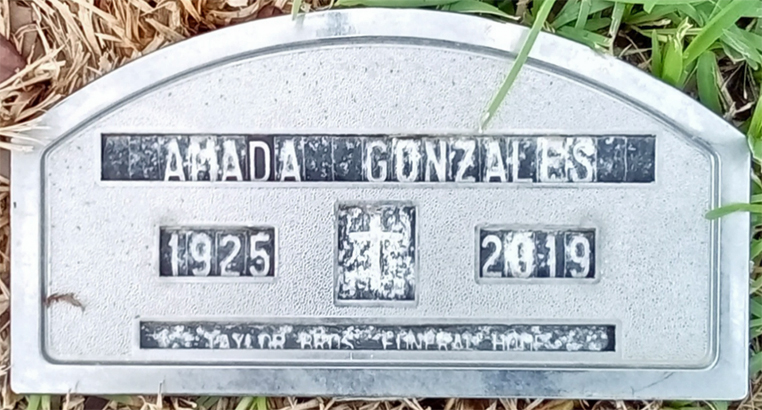 AMADA GONZALES
1925 2019
TAYLOR BROS FUNERAL HOME